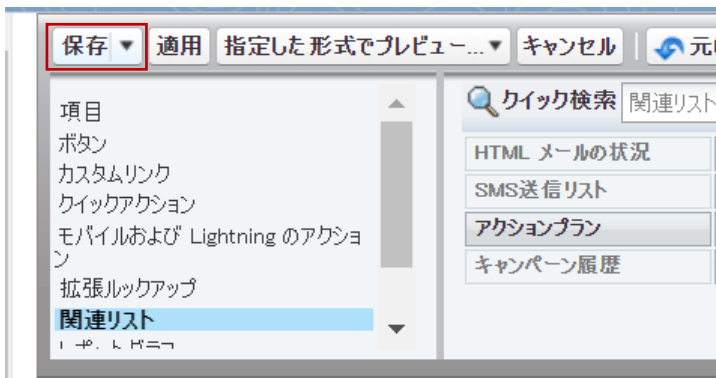 保存 ▼ 適用 指定した形式でプレビュー...▼ キャンセル 元
項目
ボタン
カスタムリンク
クイックアクション
モバイルおよび Lightning のアクショ
ン
拡張ルックアップ
関連リスト
クイック検索 関連リスト
HTML メールの状況
SMS送信リスト
アクションプラン
キャンペーン履歴